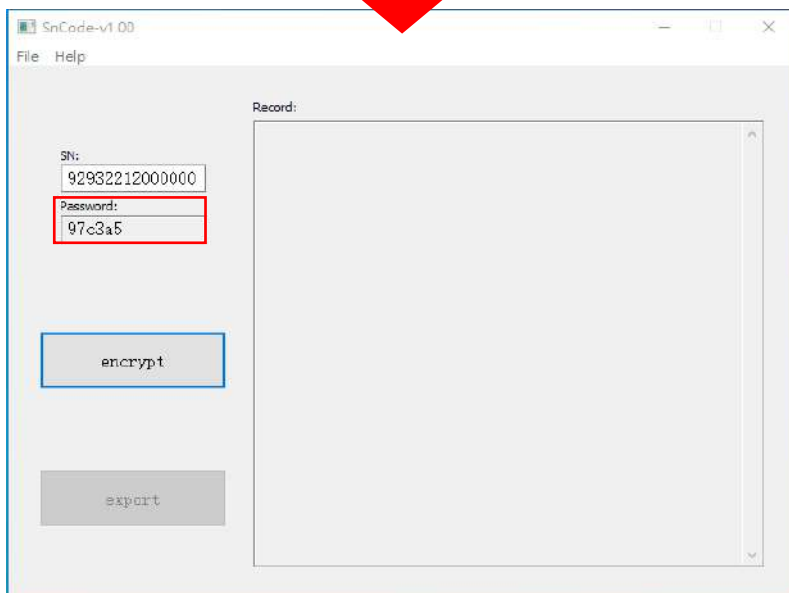 SnCode-v1.00
File Help
Record:
SN:
92932212000000
Password:
97c3a5
encrypt
export